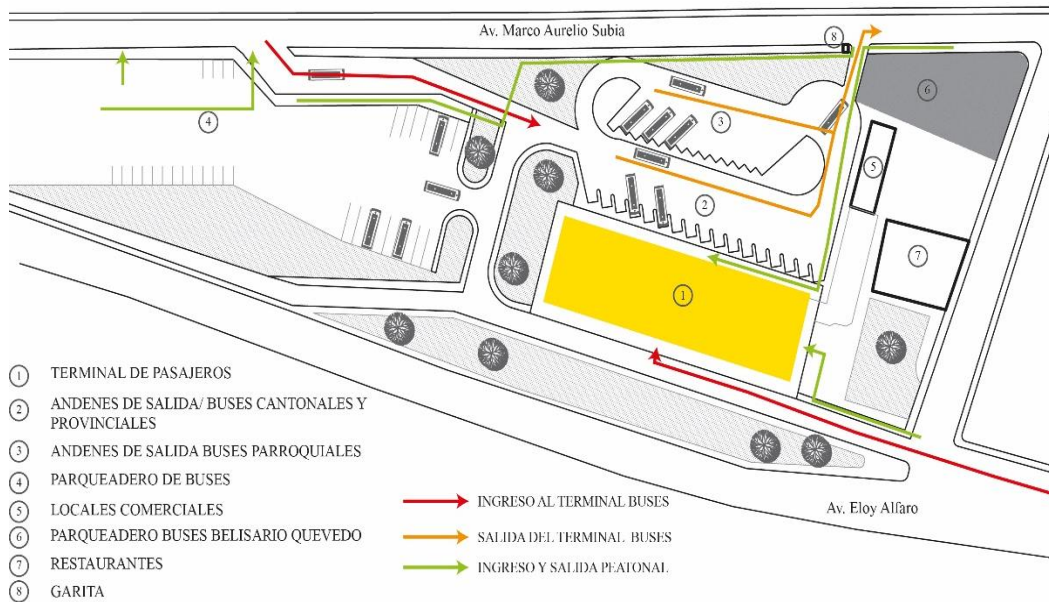 Av. Marco Aurelio Subia
8
6
3
4
5
2
7
1
1 TERMINAL DE PASAJEROS
2 ANDENES DE SALIDA/ BUSES CANTONALES Y
PROVINCIALES
3 ANDENES DE SALIDA BUSES PARROQUIALES
4 PARQUEADERO DE BUSES
5 LOCALES COMERCIALES
6 PARQUEADERO BUSES BELISARIO QUEVEDO
7 RESTAURANTES
8 GARITA
INGRESO AL TERMINAL BUSES
SALIDA DEL TERMINAL BUSES
INGRESO Y SALIDA PEATONAL
Av. Eloy Alfaro